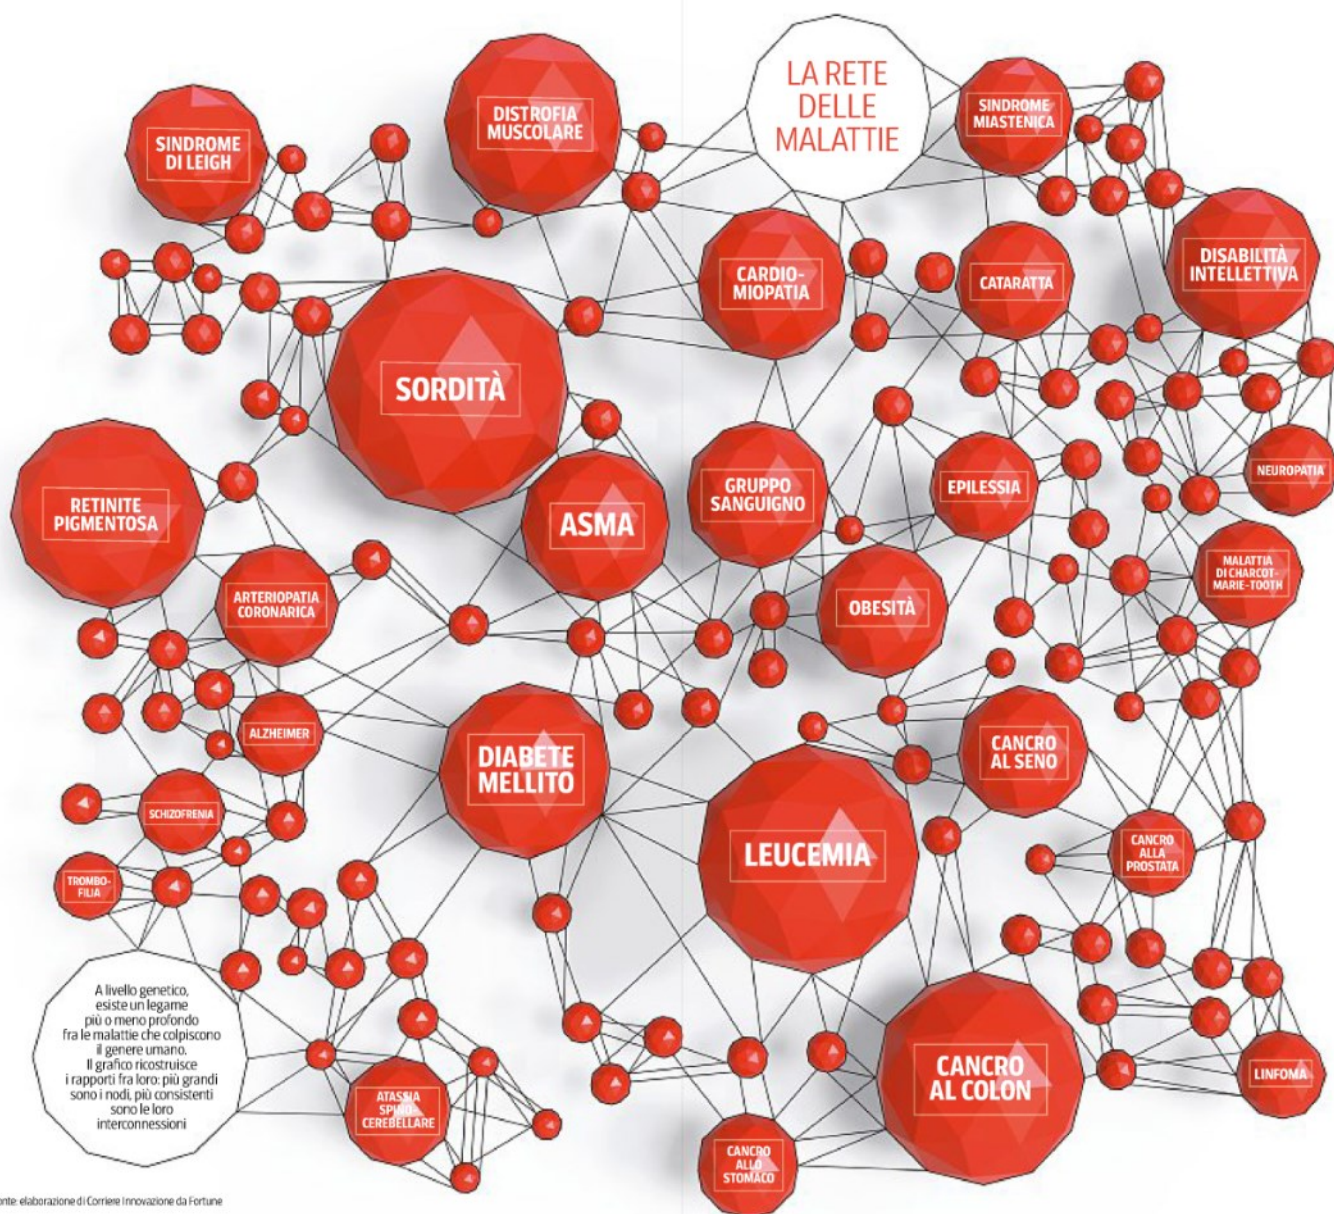 LA RETE
DELLE
MALATTIE
SINDROME
DI LEIGH
DISTROFIA
MUSCOLARE
SINDROME
MIASTENICA
CARDIO-
MIOPATIA
CATARATTA
DISABILITÀ
INTELLETTIVA
SORDITÀ
RETINITE
PIGMENTOSA
ASMA
GRUPPO
SANGUIGNO
EPILESSIA
NEUROPATIA
ARTERIOPATIA
CORONARICA
OBESITÀ
MALATTIA
DI CHARCOT-
MARIE-TOOTH
ALZHEIMER
DIABETE
MELLITO
CANCRO
AL SENO
SCHIZOFRENIA
LEUCEMIA
CANCRO
ALLA
PROSTATA
TROMBO-
FILIA
A livello genetico,
esiste un legame
più o meno profondo
fra le malattie che colpiscono
il genere umano.
Il grafico ricostruisce
i rapporti fra loro: più grandi
sono i nodi, più consistenti
sono le loro
interconnessioni
ATASSIA
SPINO-
CEREBELLARE
CANCRO
AL COLON
LINFOMA
CANCRO
ALLO
STOMACO
onte: elaborazione di Corriere Innovazione da Fortune